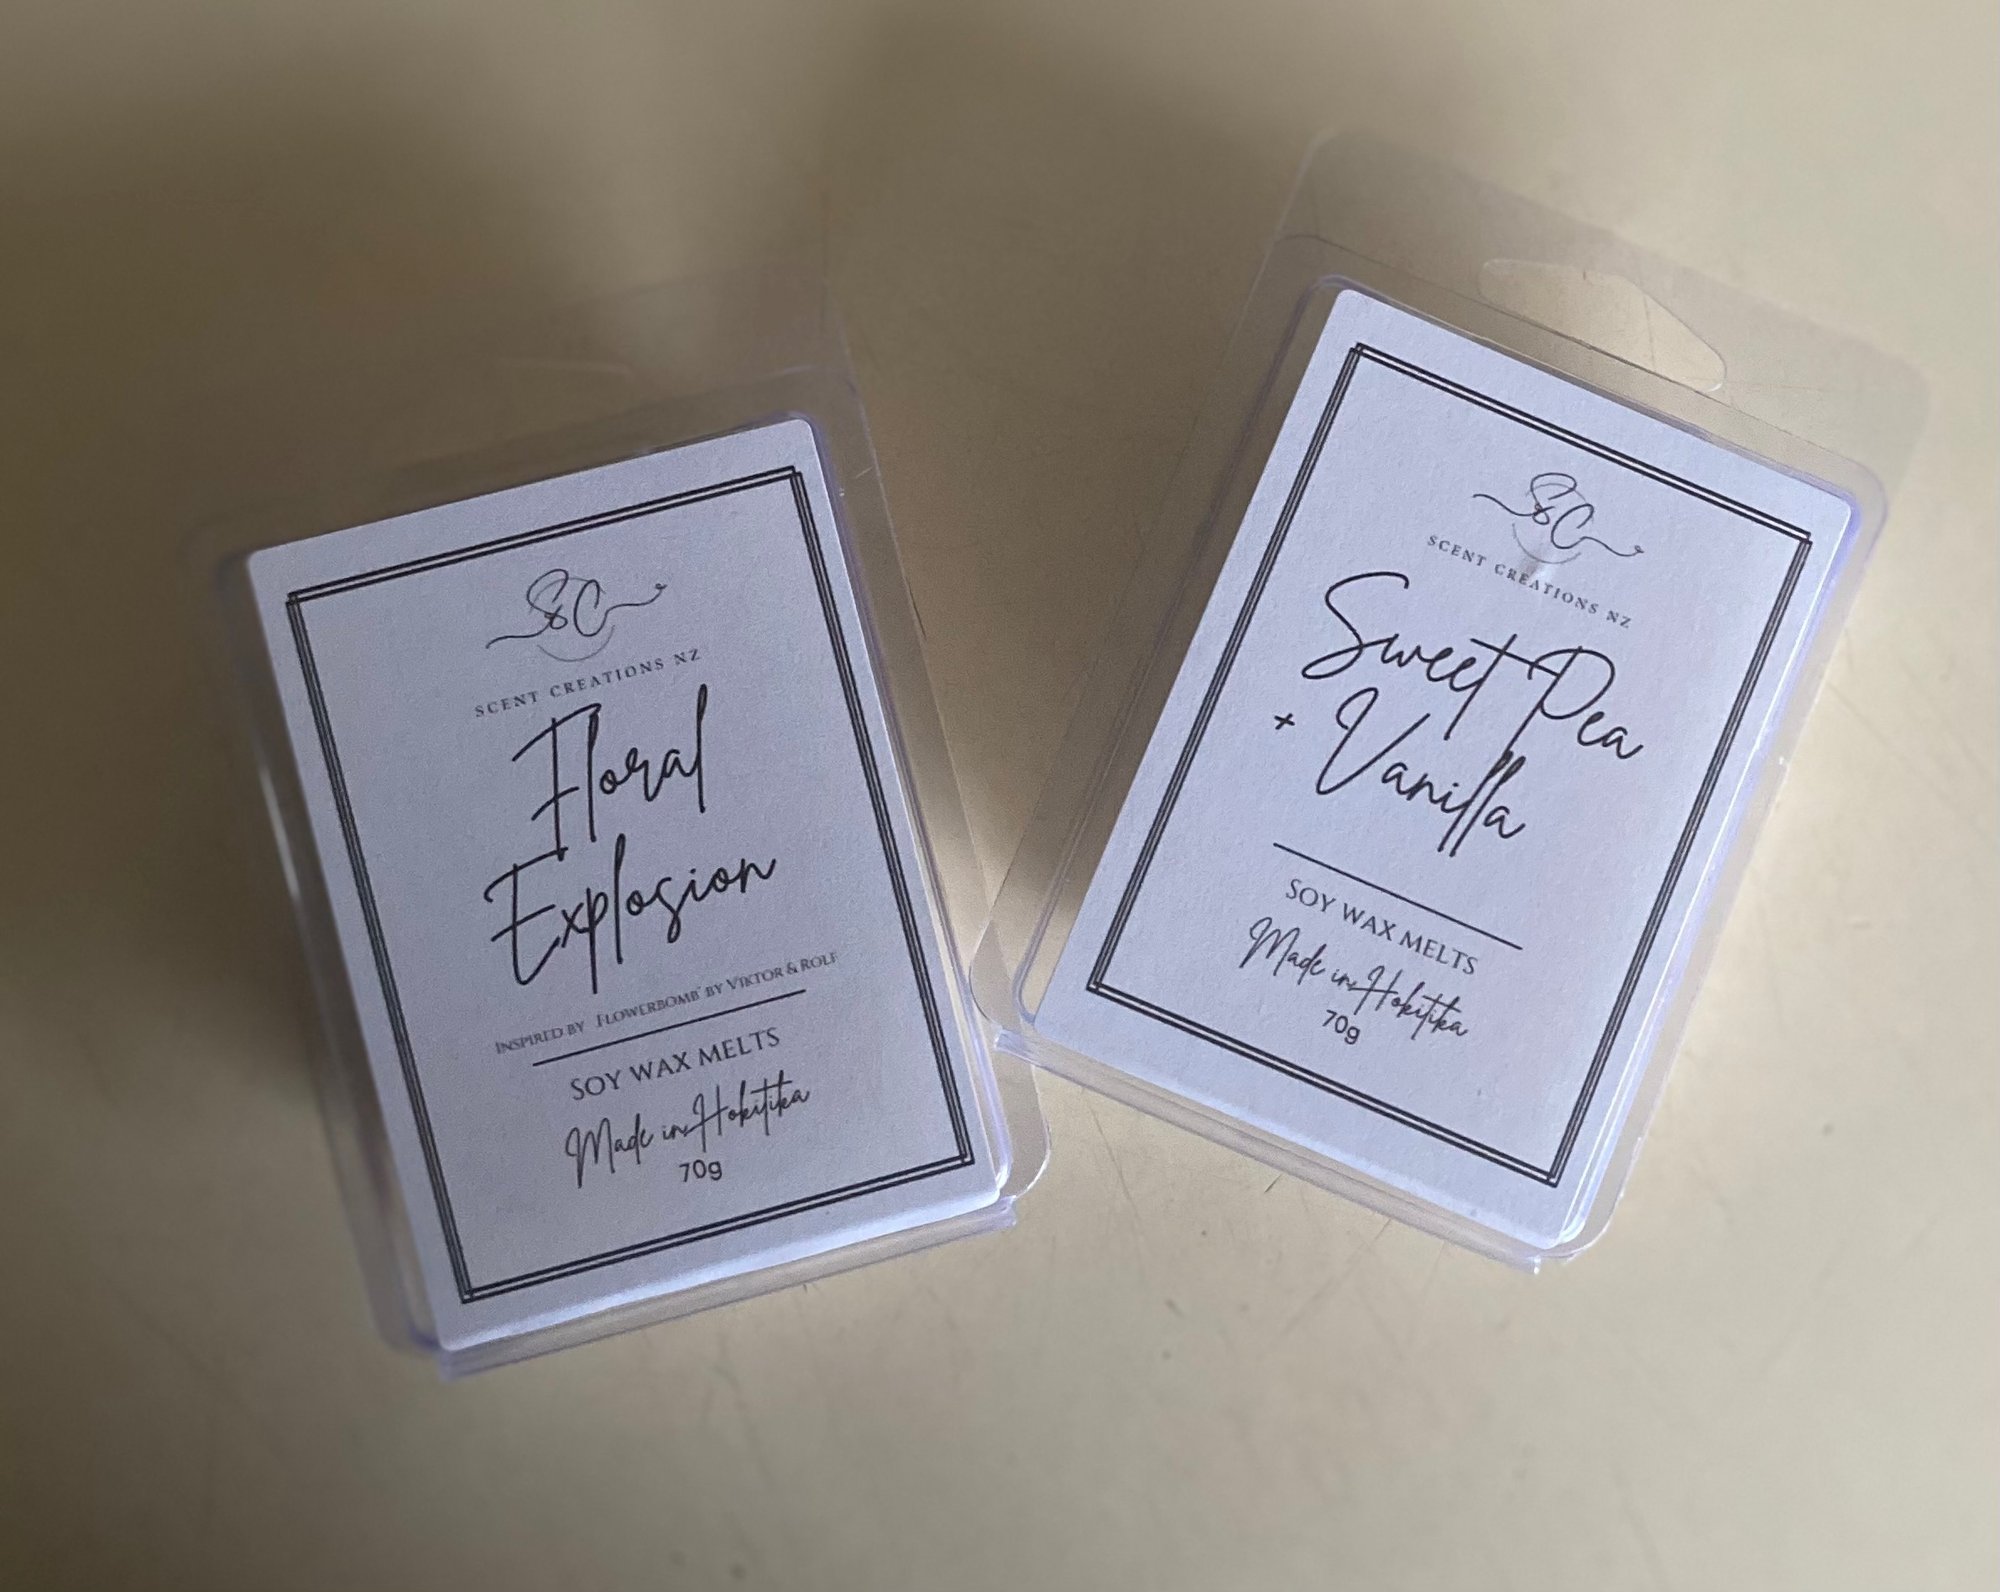 SC
SCENT CREATIONS NZ
Floral
Explosion
INSPIRED BY 'FLOWERBOMB' BY VIKTOR & ROLF
SOY WAX MELTS
Made in Hokitika
70g
SC
SCENT CREATIONS NZ
Sweet Pea
+ Vanilla
SOY WAX MELTS
Made in Hokitika
70g